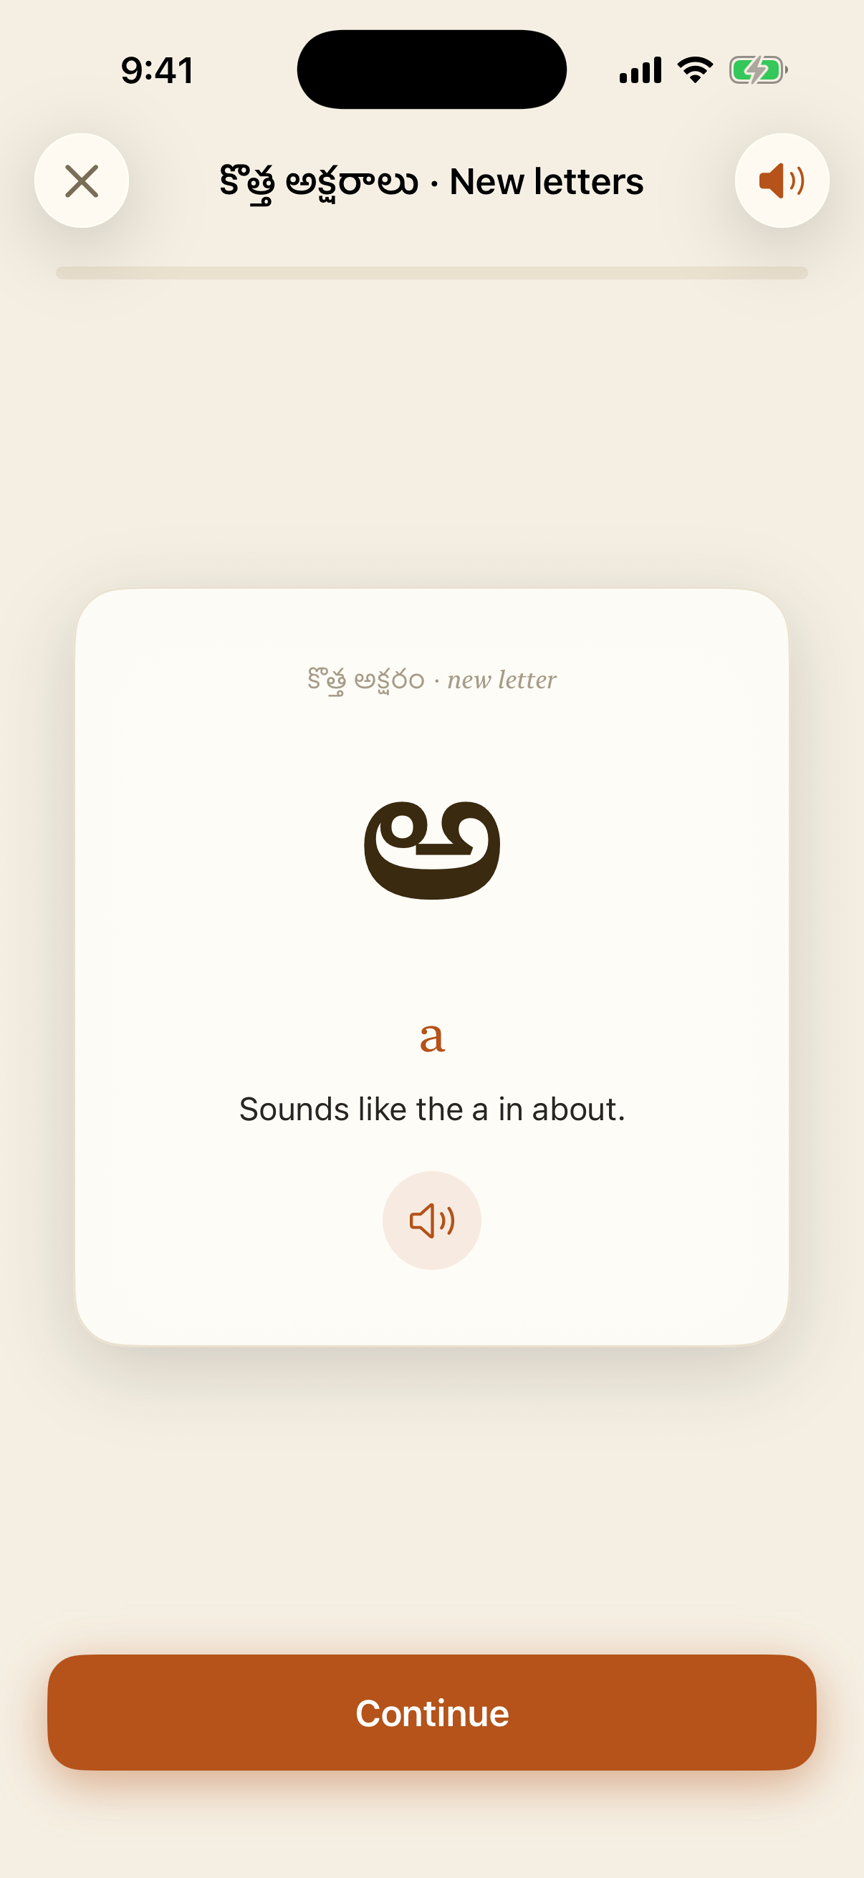 9:41
కొత్త అక్షరాలు · New letters
కొత్త అక్షరం · new letter
అ
a
Sounds like the a in about.
Continue